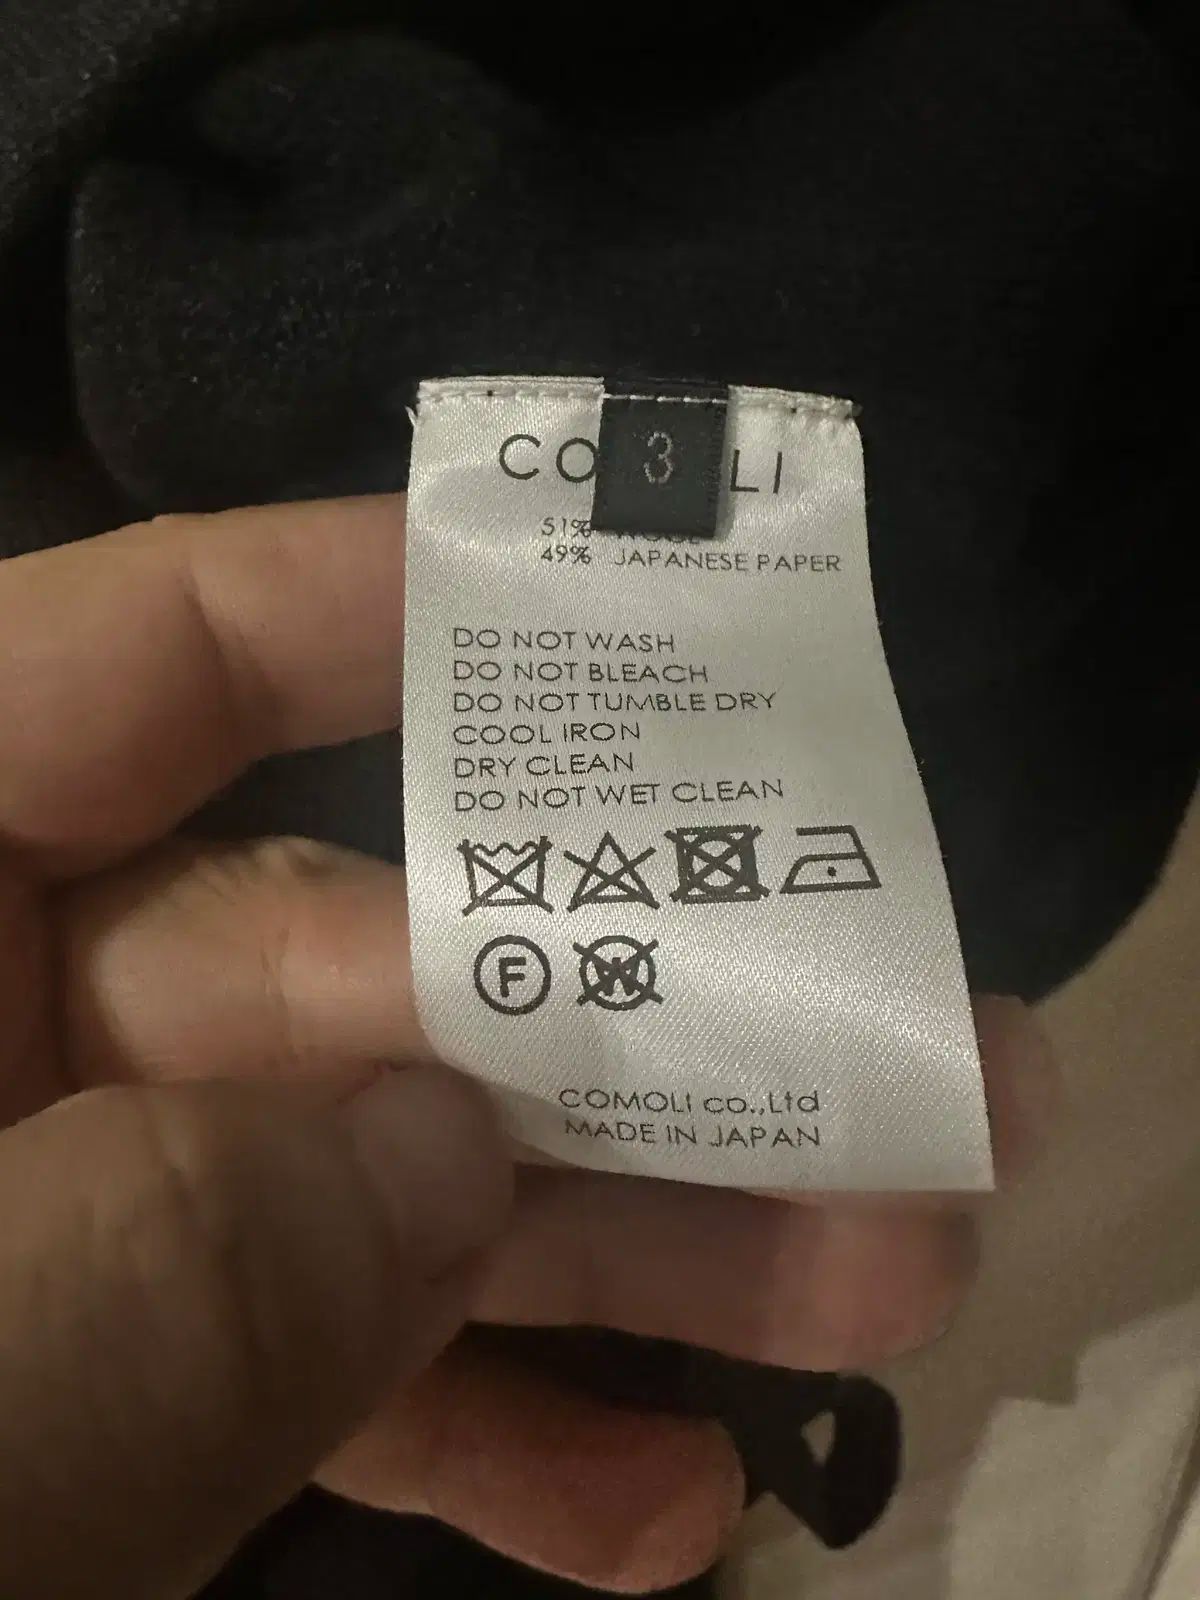 3
CO LI
51% WOOL
49% JAPANESE PAPER
DO NOT WASH
DO NOT BLEACH
DO NOT TUMBLE DRY
COOL IRON
DRY CLEAN
DO NOT WET CLEAN
F W
COMOLI co.,Ltd
MADE IN JAPAN